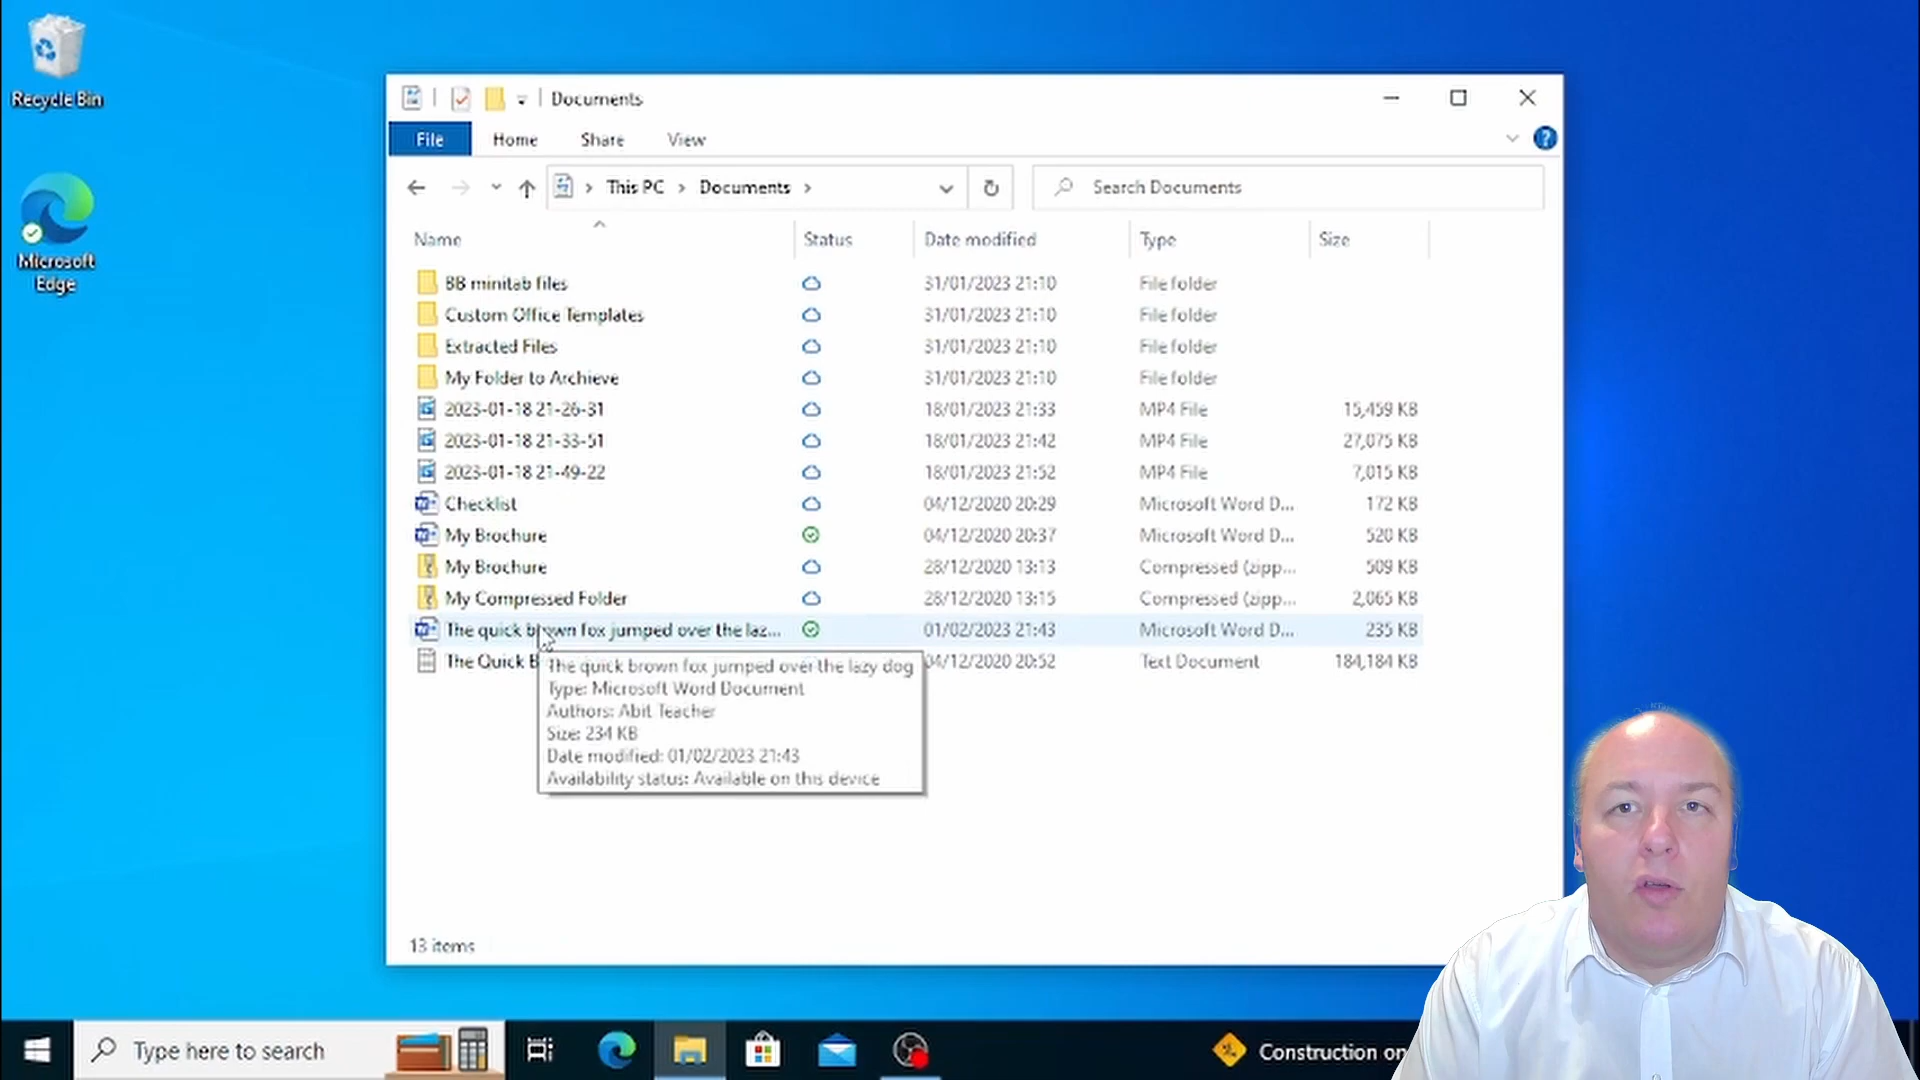 Recycle Bin
Microsoft
Edge
Documents
File Home Share View
This PC Documents Search Documents
Name Status Date modified Type Size
BB minitab files 31/01/2023 21:10 File folder
Custom Office Templates 31/01/2023 21:10 File folder
Extracted Files 31/01/2023 21:10 File folder
My Folder to Archieve 31/01/2023 21:10 File folder
2023-01-18 21-26-31 18/01/2023 21:33 MP4 File 15,459 KB
2023-01-18 21-33-51 18/01/2023 21:42 MP4 File 27,075 KB
2023-01-18 21-49-22 18/01/2023 21:52 MP4 File 7,015 KB
Checklist 04/12/2020 20:29 Microsoft Word D... 172 KB
My Brochure 04/12/2020 20:37 Microsoft Word D... 520 KB
My Brochure 28/12/2020 13:13 Compressed (zipp... 509 KB
My Compressed Folder 28/12/2020 13:15 Compressed (zipp... 2,065 KB
The quick brown fox jumped over the laz... 01/02/2023 21:43 Microsoft Word D... 235 KB
The Quick B 04/12/2020 20:52 Text Document 184,184 KB
The quick brown fox jumped over the lazy dog
Type: Microsoft Word Document
Authors: Abit Teacher
Size: 234 KB
Date modified: 01/02/2023 21:43
Availability status: Available on this device
13 items
Type here to search
Construction on